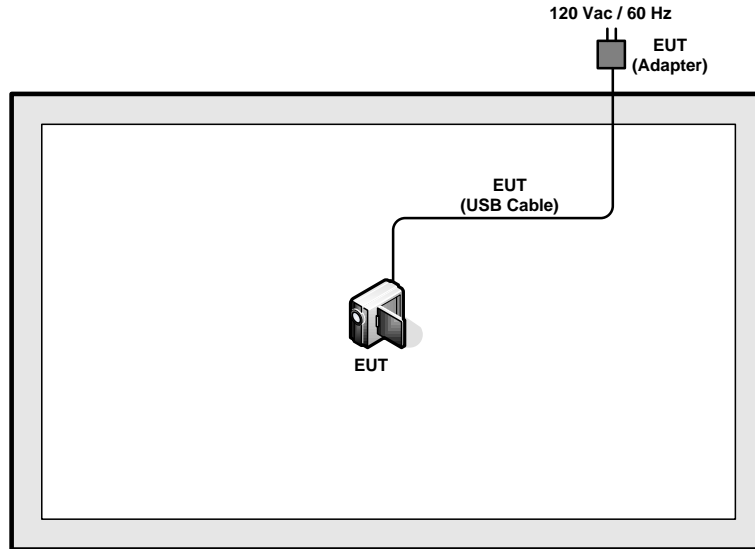 120 Vac / 60 Hz
EUT
(Adapter)
EUT
(USB Cable)
EUT